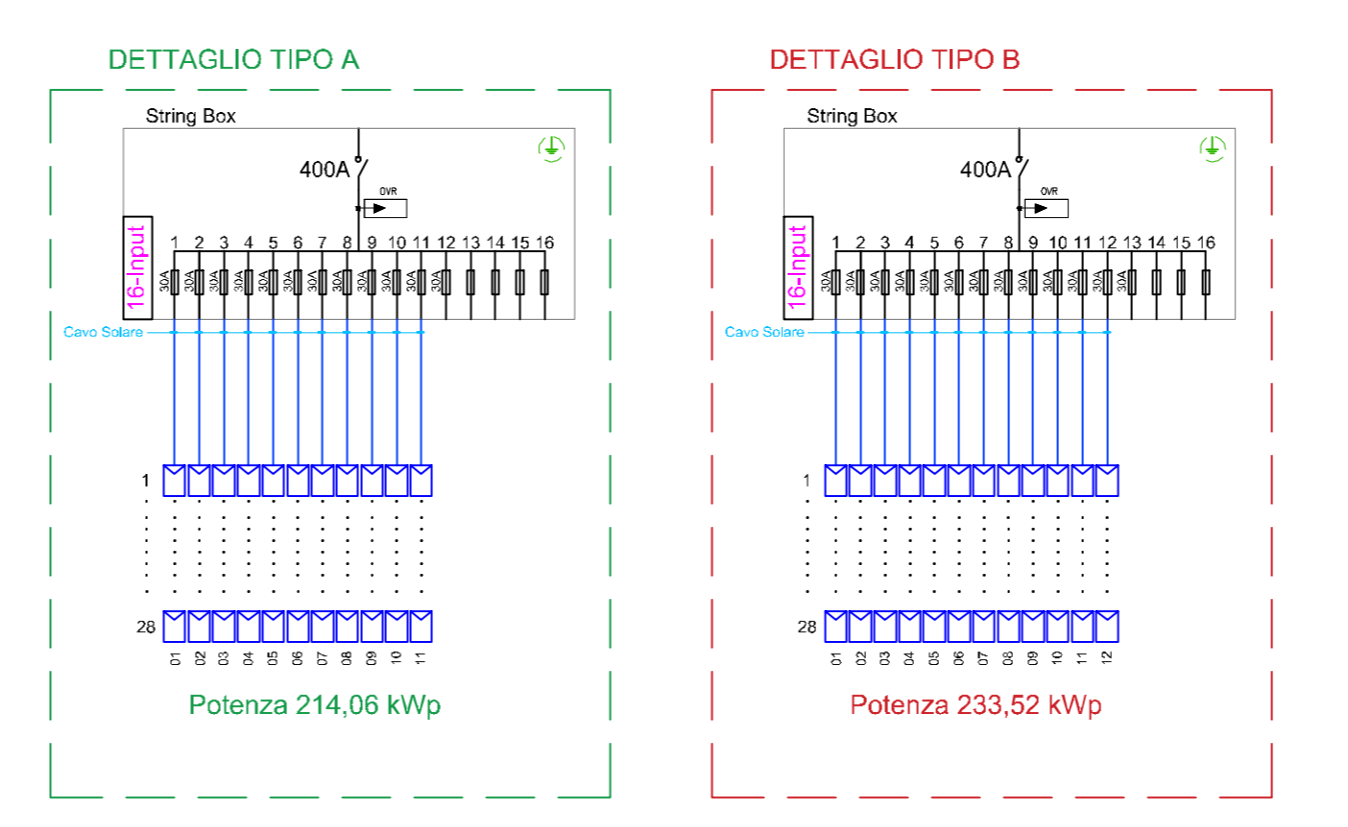 DETTAGLIO TIPO A
String Box
400A
OVR
16-Input
1 2 3 4 5 6 7 8 9 10 11 12 13 14 15 16
30A 30A 30A 30A 30A 30A 30A 30A 30A 30A 30A 30A
Cavo Solare
1
28
01 02 03 04 05 06 07 08 09 10 11
Potenza 214,06 kWp
DETTAGLIO TIPO B
String Box
400A
OVR
16-Input
1 2 3 4 5 6 7 8 9 10 11 12 13 14 15 16
30A 30A 30A 30A 30A 30A 30A 30A 30A 30A 30A 30A 30A
Cavo Solare
1
28
01 02 03 04 05 06 07 08 09 10 11 12
Potenza 233,52 kWp